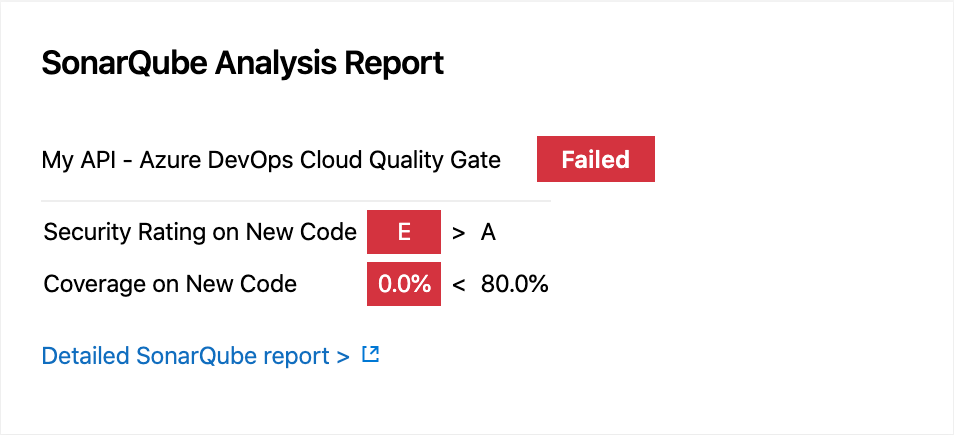 SonarQube Analysis Report
My API - Azure DevOps Cloud Quality Gate Failed
Security Rating on New Code E > A
Coverage on New Code 0.0% < 80.0%
Detailed SonarQube report >